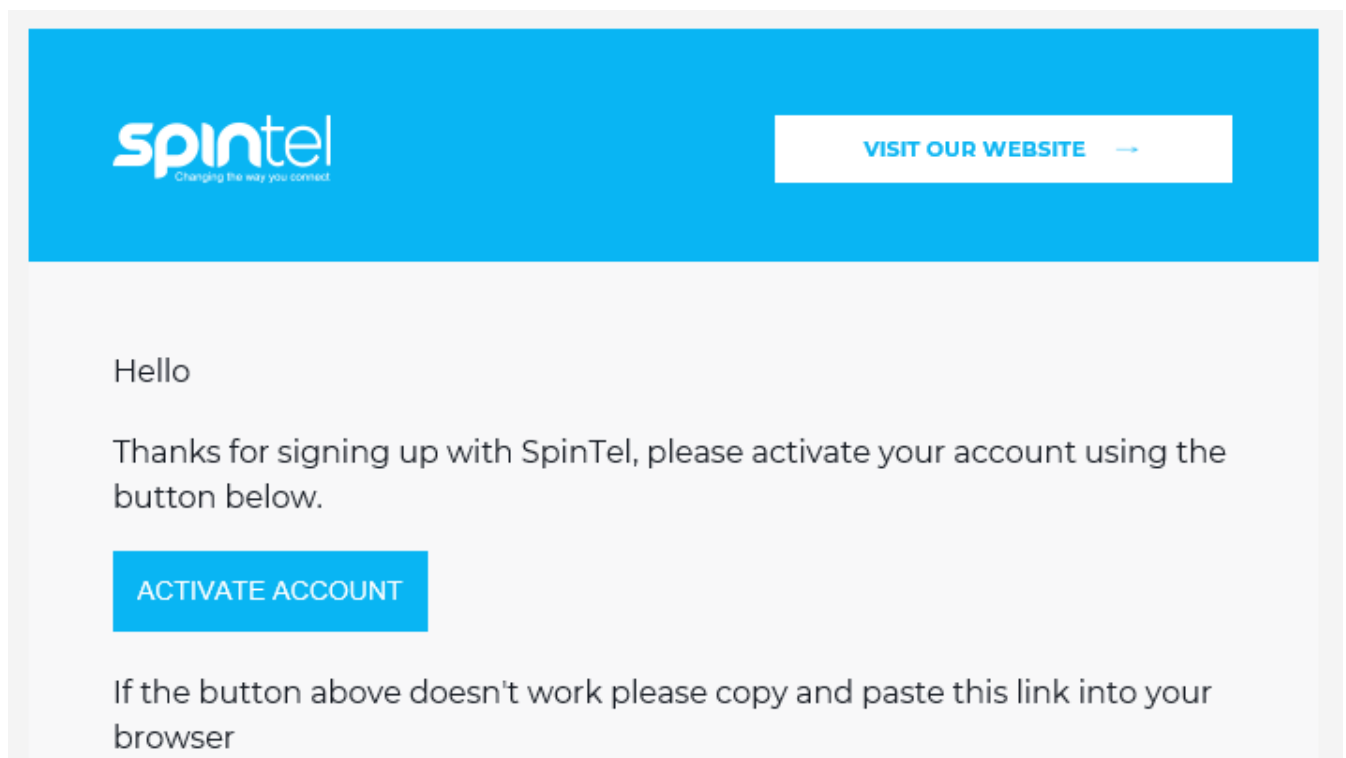 spintel
Changing the way you connect
VISIT OUR WEBSITE →
Hello
Thanks for signing up with SpinTel, please activate your account using the
button below.
ACTIVATE ACCOUNT
If the button above doesn't work please copy and paste this link into your
browser